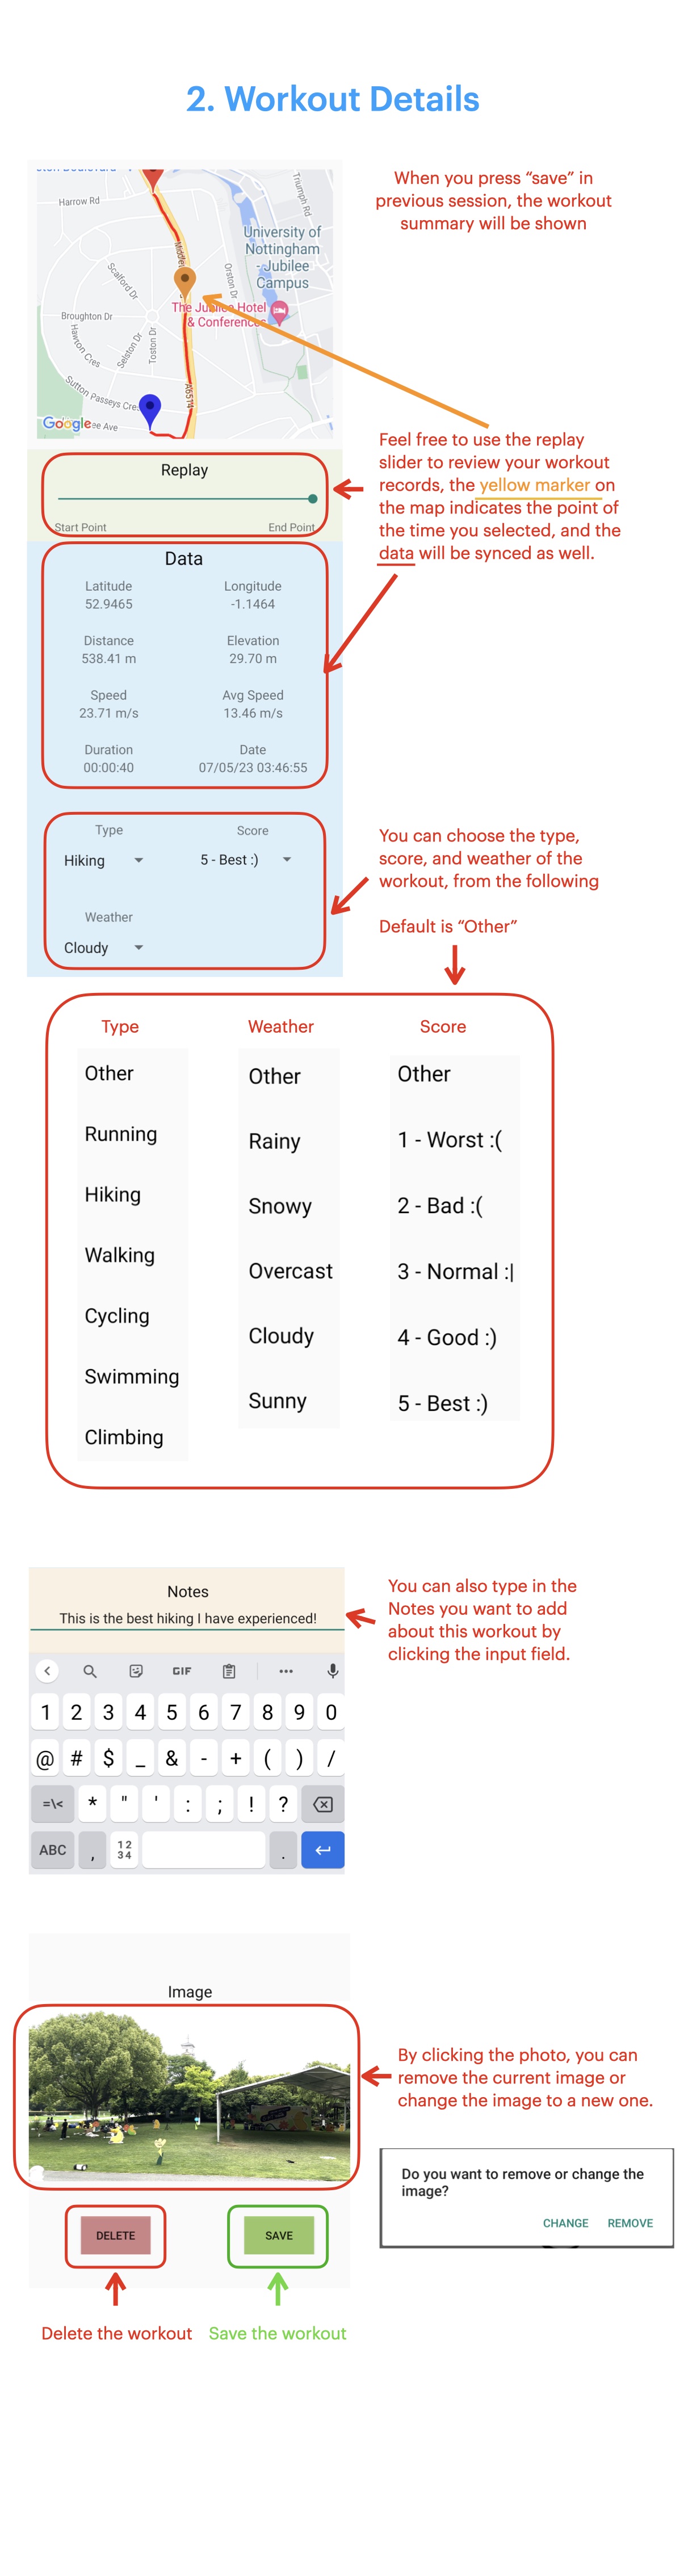 2. Workout Details
When you press “save” in
previous session, the workout
summary will be shown
Harrow Rd
Triumph Rd
University of
Nottingham
- Jubilee
Campus
Orston Dr
Scalford Dr
The Jubilee Hotel
& Conferences
Broughton Dr
Hawton Cres
Selston Dr
Toston Dr
Sutton Passeys Cres
A6514
Google
ee Ave
Feel free to use the replay
slider to review your workout
records, the yellow marker on
the map indicates the point of
the time you selected, and the
data will be synced as well.
Replay
Start Point
End Point
Data
Latitude
52.9465
Longitude
-1.1464
Distance
538.41 m
Elevation
29.70 m
Speed
23.71 m/s
Avg Speed
13.46 m/s
Duration
00:00:40
Date
07/05/23 03:46:55
Type
Hiking
Score
5 - Best :)
Weather
Cloudy
You can choose the type,
score, and weather of the
workout, from the following
Default is “Other”
Type
Other
Running
Hiking
Walking
Cycling
Swimming
Climbing
Weather
Other
Rainy
Snowy
Overcast
Cloudy
Sunny
Score
Other
1 - Worst :(
2 - Bad :(
3 - Normal :|
4 - Good :)
5 - Best :)
Notes
This is the best hiking I have experienced!
You can also type in the
Notes you want to add
about this workout by
clicking the input field.
GIF
1 2 3 4 5 6 7 8 9 0
@ # $ _ & - + ( ) /
=\< * " ' : ; ! ?
ABC , 12 34 .
Image
By clicking the photo, you can
remove the current image or
change the image to a new one.
Do you want to remove or change the
image?
CHANGE REMOVE
DELETE
SAVE
Delete the workout
Save the workout